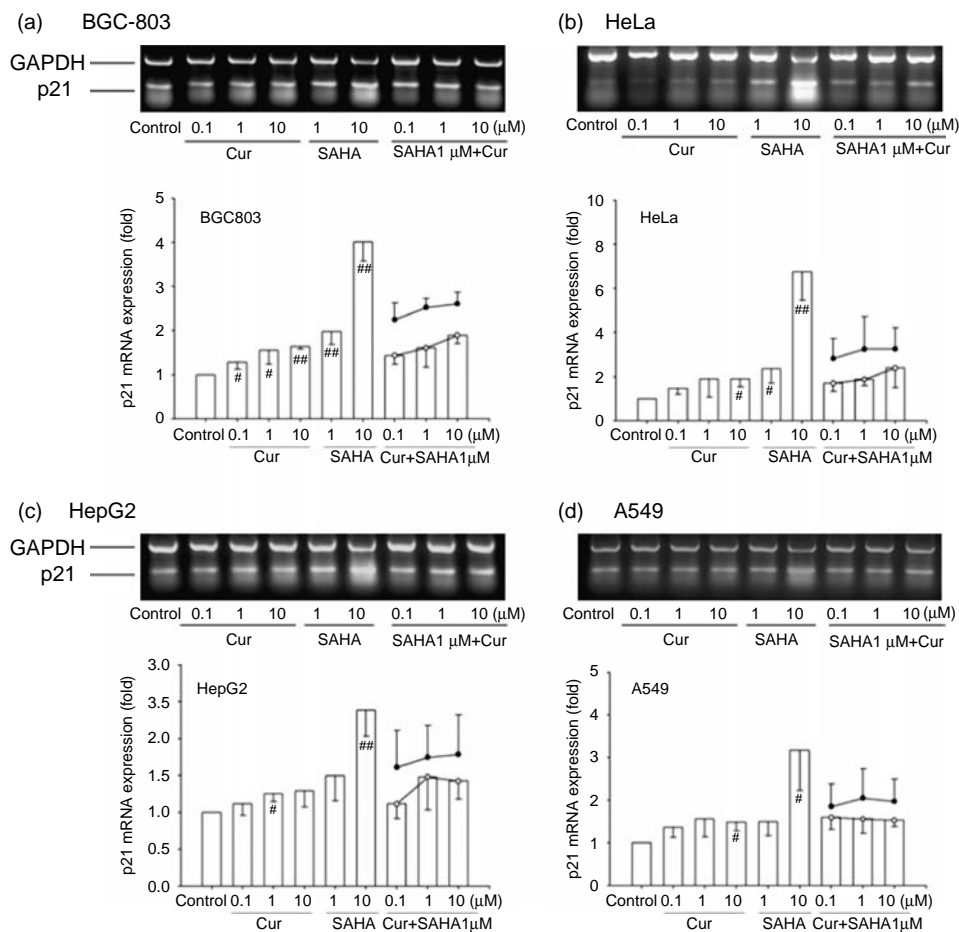 (a) BGC-803
GAPDH
p21
Control 0.1 1 10 1 10 0.1 1 10 (μM)
Cur SAHA SAHA1 μM+Cur
5
4
3
2
1
0
p21 mRNA expression (fold)
BGC803
##
# # ## ##
Control 0.1 1 10 1 10 0.1 1 10 (μM)
Cur SAHA Cur+SAHA1μM
(b) HeLa
Control 0.1 1 10 1 10 0.1 1 10 (μM)
Cur SAHA SAHA1 μM+Cur
10
8
6
4
2
0
p21 mRNA expression (fold)
HeLa
##
# #
Control 0.1 1 10 1 10 0.1 1 10 (μM)
Cur SAHA Cur+SAHA1μM
(c) HepG2
GAPDH
p21
Control 0.1 1 10 1 10 0.1 1 10 (μM)
Cur SAHA SAHA1 μM+Cur
3.0
3.5
2.0
1.5
1.0
0.5
0.0
p21 mRNA expression (fold)
HepG2
##
#
Control 0.1 1 10 1 10 0.1 1 10 (μM)
Cur SAHA Cur+SAHA1μM
(d) A549
Control 0.1 1 10 1 10 0.1 1 10 (μM)
Cur SAHA SAHA1 μM+Cur
5
4
3
2
1
0
p21 mRNA expression (fold)
A549
#
#
Control 0.1 1 10 1 10 0.1 1 10 (μM)
Cur SAHA Cur+SAHA1μM